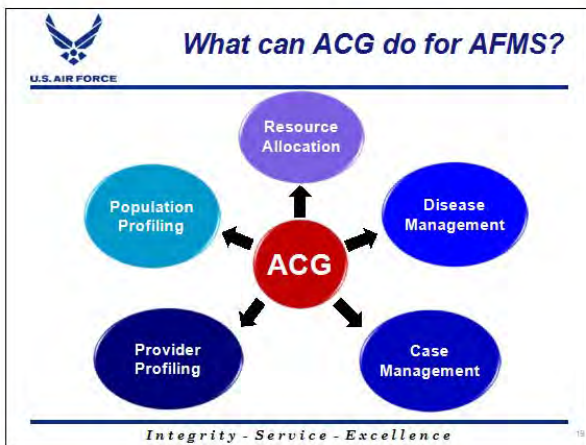 What can ACG do for AFMS?
U.S. AIR FORCE
Resource
Allocation
Population
Profiling
Disease
Management
ACG
Provider
Profiling
Case
Management
Integrity - Service - Excellence